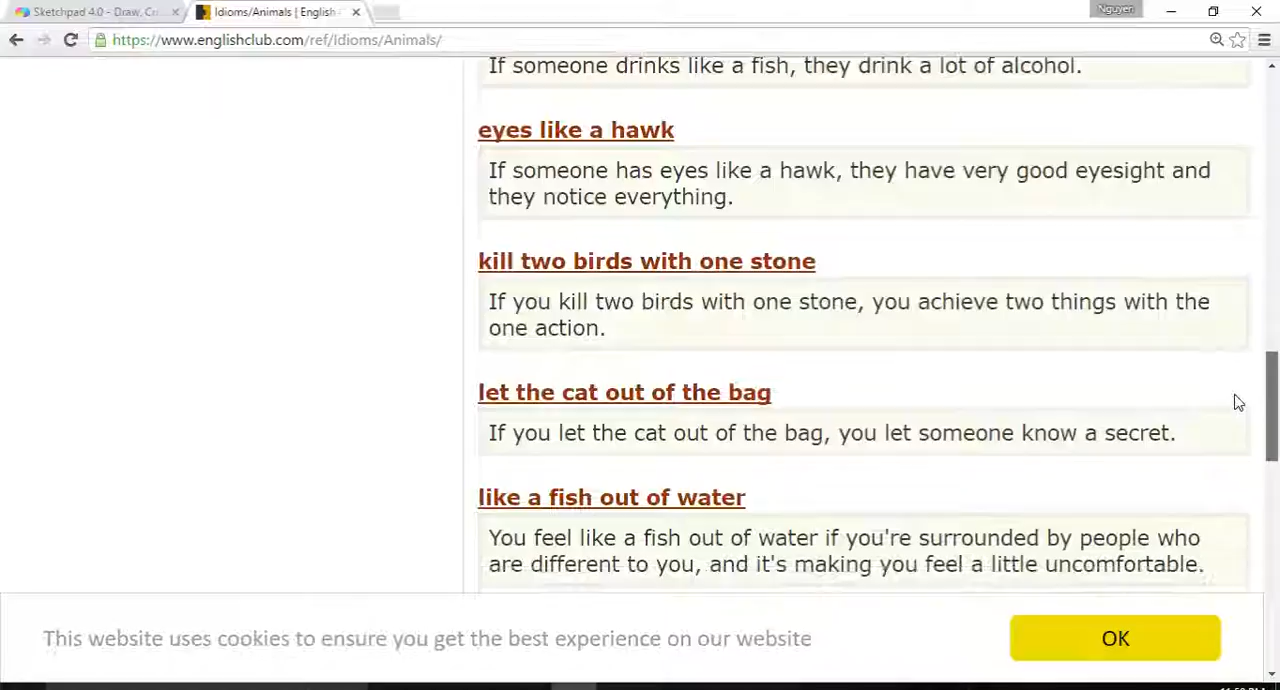 Sketchpad 4.0 - Draw, Cr
Idioms/Animals | English
Nguyen
https://www.englishclub.com/ref/Idioms/Animals/
If someone drinks like a fish, they drink a lot of alcohol.
eyes like a hawk
If someone has eyes like a hawk, they have very good eyesight and
they notice everything.
kill two birds with one stone
If you kill two birds with one stone, you achieve two things with the
one action.
let the cat out of the bag
If you let the cat out of the bag, you let someone know a secret.
like a fish out of water
You feel like a fish out of water if you're surrounded by people who
are different to you, and it's making you feel a little uncomfortable.
This website uses cookies to ensure you get the best experience on our website
OK